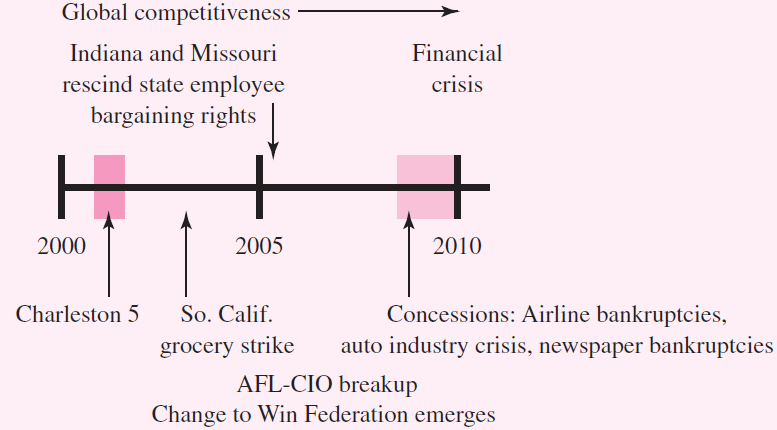 Global competitiveness
Indiana and Missouri
rescind state employee
bargaining rights
Financial
crisis
2000
2005
2010
Charleston 5
So. Calif.
grocery strike
Concessions: Airline bankruptcies,
auto industry crisis, newspaper bankruptcies
AFL-CIO breakup
Change to Win Federation emerges